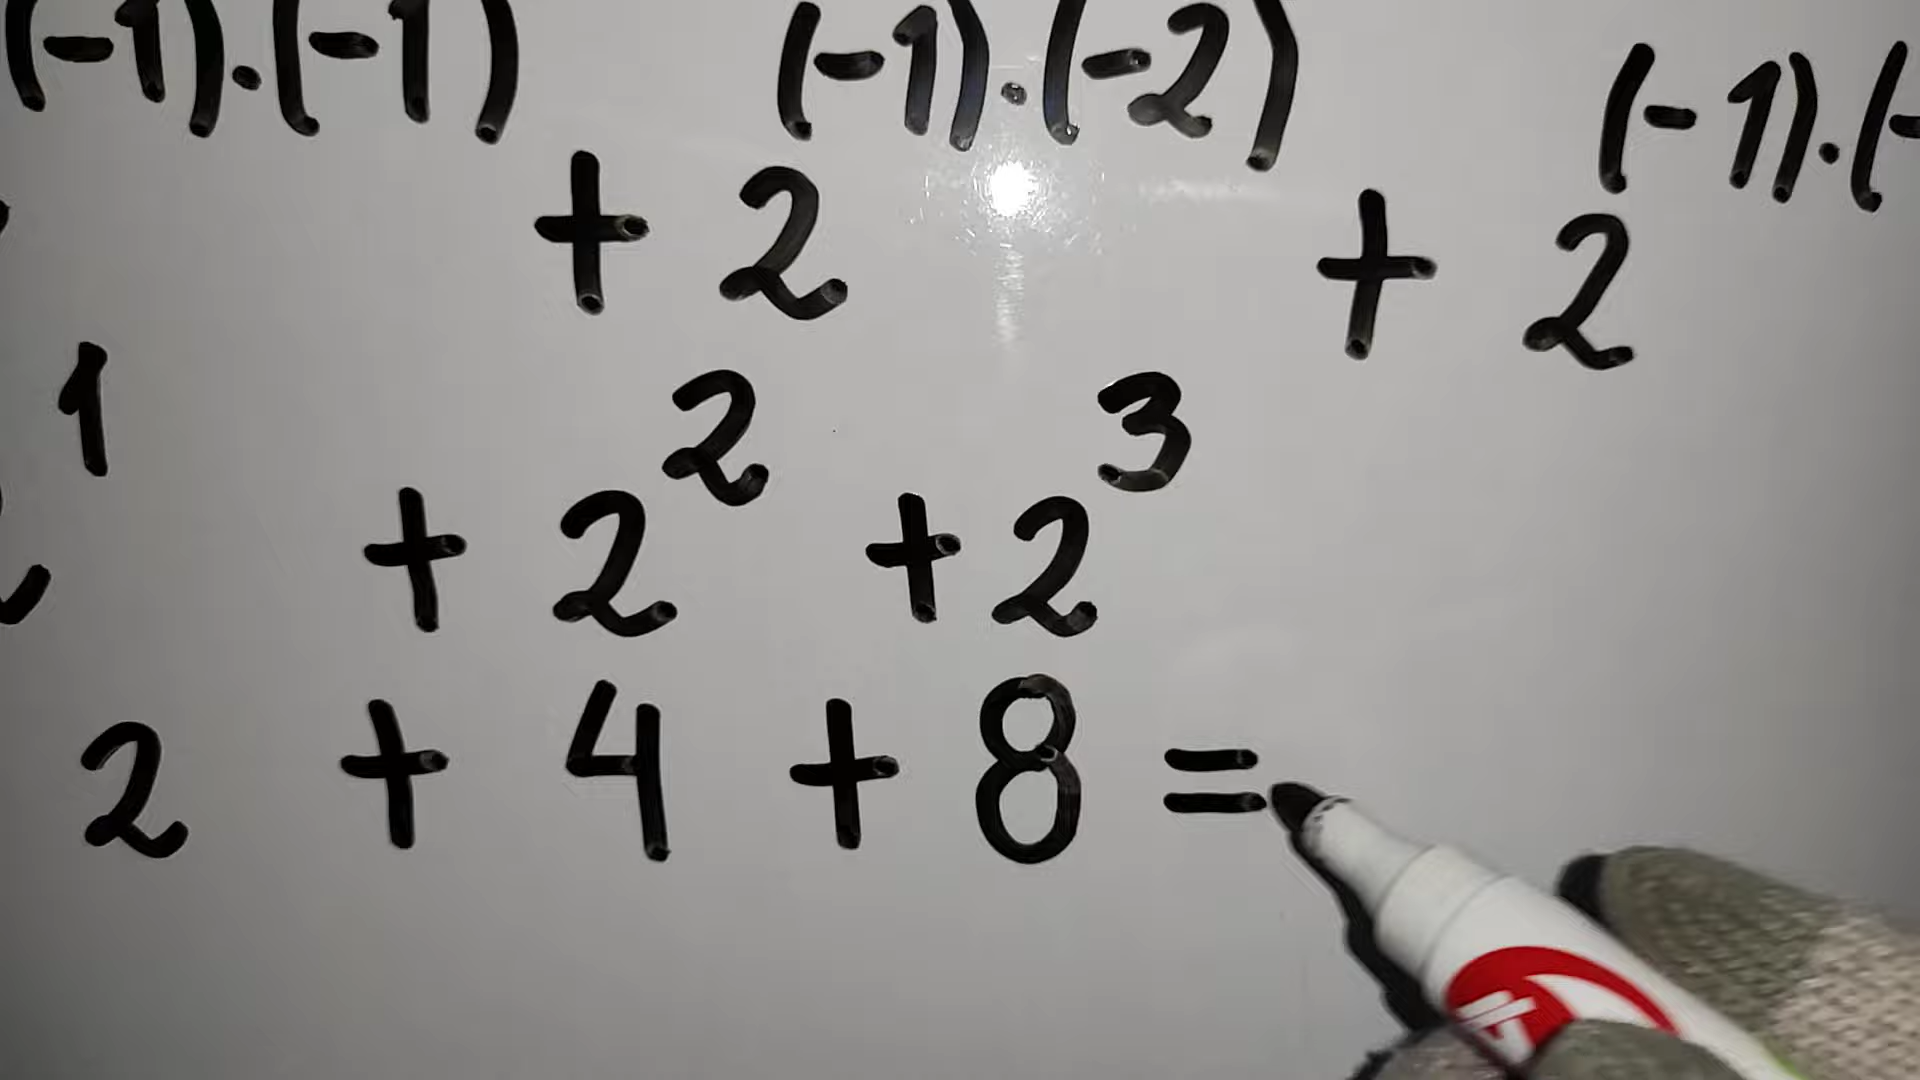 (-1).(-1) (-1).(-2) (-1).(-
+ 2 + 2
1 2 3
+ 2 + 2
2 + 4 + 8 =